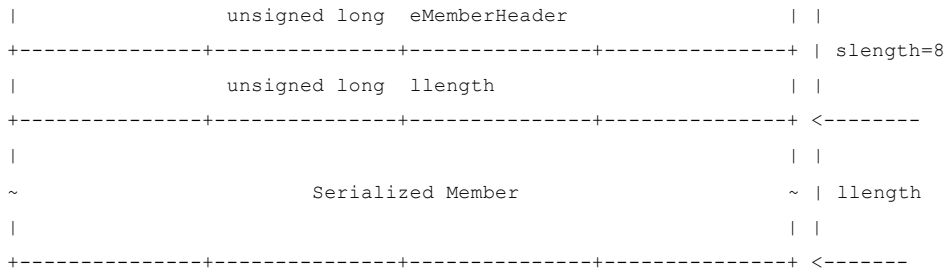 |               unsigned long  eMemberHeader                | |
+---------------+---------------+---------------+---------------+ | slength=8
|               unsigned long  llength                      | |
+---------------+---------------+---------------+---------------+ <--------
|                                                           | |
~                       Serialized Member                   ~ | llength
|                                                           | |
+---------------+---------------+---------------+---------------+ <-------